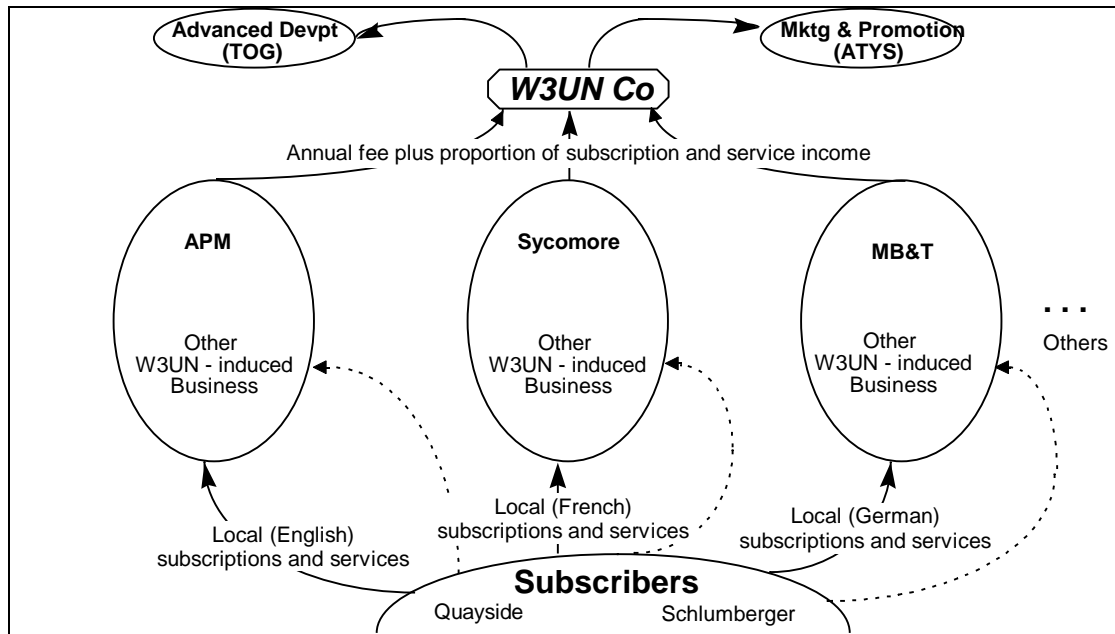 Advanced Devpt
(TOG)
Mktg & Promotion
(ATYS)
W3UN Co
Annual fee plus proportion of subscription and service income
APM
Other
W3UN - induced
Business
Sycomore
Other
W3UN - induced
Business
MB&T
Other
W3UN - induced
Business
. . .
Others
Local (English)
subscriptions and services
Local (French)
subscriptions and services
Local (German)
subscriptions and services
Subscribers
Quayside
Schlumberger